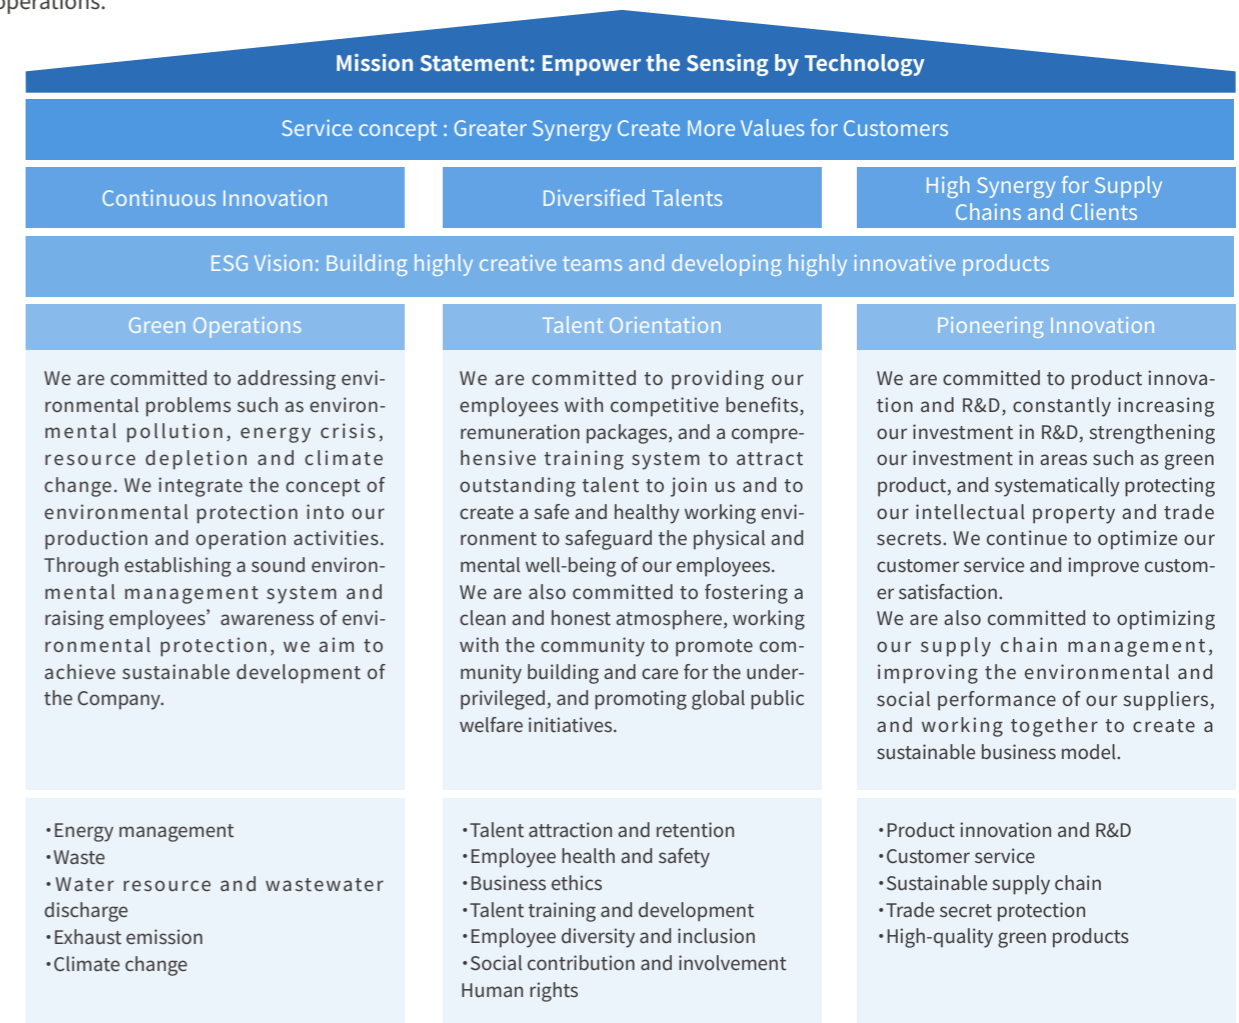 operations.
Mission Statement: Empower the Sensing by Technology
Service concept : Greater Synergy Create More Values for Customers
Continuous Innovation
Diversified Talents
High Synergy for Supply
Chains and Clients
ESG Vision: Building highly creative teams and developing highly innovative products
Green Operations
We are committed to addressing envi-
ronmental problems such as environ-
mental pollution, energy crisis,
resource depletion and climate
change. We integrate the concept of
environmental protection into our
production and operation activities.
Through establishing a sound environ-
mental management system and
raising employees’ awareness of envi-
ronmental protection, we aim to
achieve sustainable development of
the Company.
・Energy management
・Waste
・Water resource and wastewater
discharge
・Exhaust emission
・Climate change
Talent Orientation
We are committed to providing our
employees with competitive benefits,
remuneration packages, and a compre-
hensive training system to attract
outstanding talent to join us and to
create a safe and healthy working envi-
ronment to safeguard the physical and
mental well-being of our employees.
We are also committed to fostering a
clean and honest atmosphere, working
with the community to promote com-
munity building and care for the under-
privileged, and promoting global public
welfare initiatives.
・Talent attraction and retention
・Employee health and safety
・Business ethics
・Talent training and development
・Employee diversity and inclusion
・Social contribution and involvement
Human rights
Pioneering Innovation
We are committed to product innova-
tion and R&D, constantly increasing
our investment in R&D, strengthening
our investment in areas such as green
product, and systematically protecting
our intellectual property and trade
secrets. We continue to optimize our
customer service and improve custom-
er satisfaction.
We are also committed to optimizing
our supply chain management,
improving the environmental and
social performance of our suppliers,
and working together to create a
sustainable business model.
・Product innovation and R&D
・Customer service
・Sustainable supply chain
・Trade secret protection
・High-quality green products